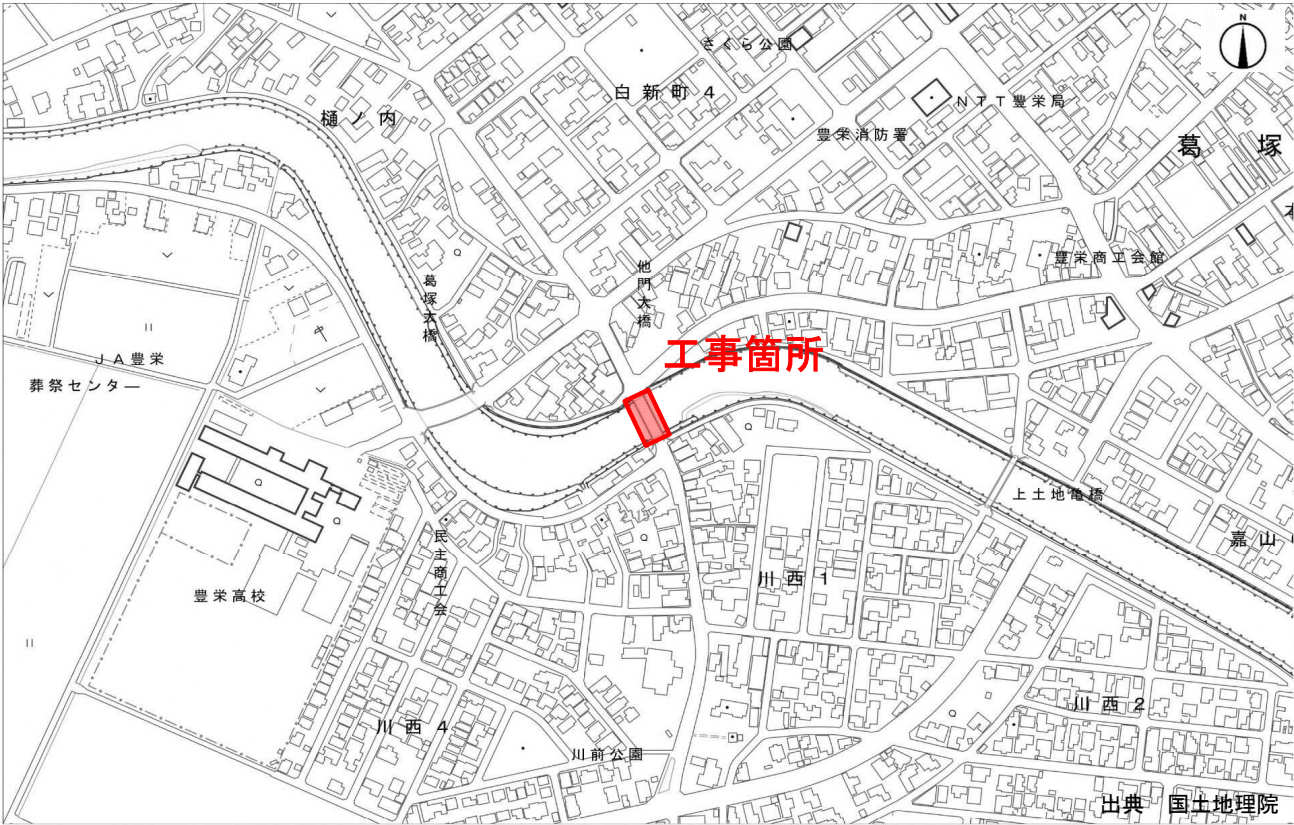 N
さくら公園
白新町4
NTT豊栄局
樋ノ内
豊栄消防署
葛塚
豊栄商工会館
葛塚大橋
他門大橋
工事箇所
JA豊栄
葬祭センター
上土地亀橋
嘉山
民主商工会
川西1
豊栄高校
川西2
川西4
川前公園
出典 国土地理院